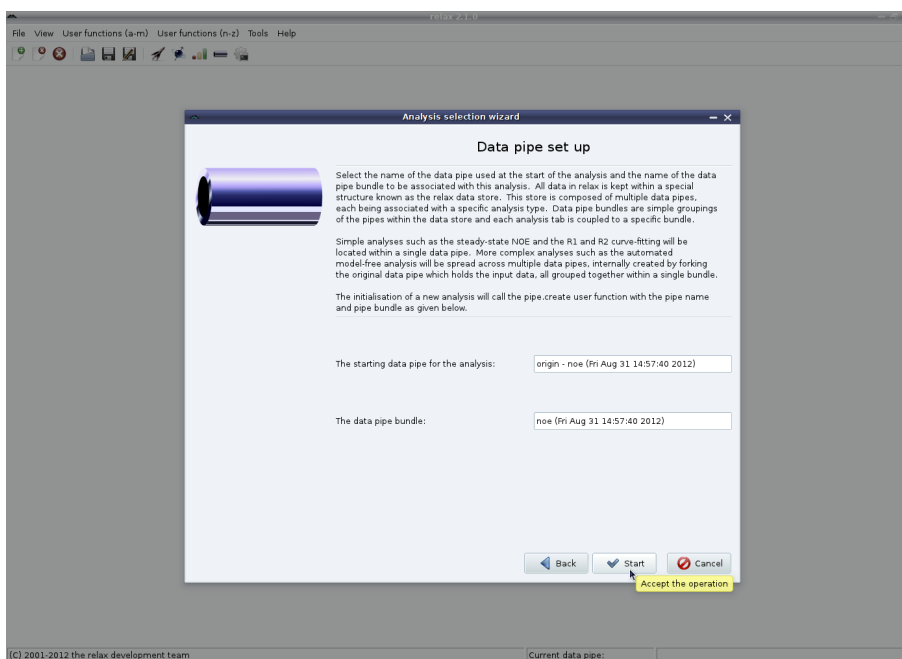 relax 2.1.0
File View User functions (a-m) User functions (n-z) Tools Help
Analysis selection wizard
Data pipe set up
Select the name of the data pipe used at the start of the analysis and the name of the data
pipe bundle to be associated with this analysis. All data in relax is kept within a special
structure known as the relax data store. This store is composed of multiple data pipes,
each being associated with a specific analysis type. Data pipe bundles are simple groupings
of the pipes within the data store and each analysis tab is coupled to a specific bundle.
Simple analyses such as the steady-state NOE and the R1 and R2 curve-fitting will be
located within a single data pipe. More complex analyses such as the automated
model-free analysis will be spread across multiple data pipes, internally created by forking
the original data pipe which holds the input data, all grouped together within a single bundle.
The initialisation of a new analysis will call the pipe.create user function with the pipe name
and pipe bundle as given below.
The starting data pipe for the analysis: origin - noe (Fri Aug 31 14:57:40 2012)
The data pipe bundle: noe (Fri Aug 31 14:57:40 2012)
Back Start Cancel
Accept the operation
(C) 2001-2012 the relax development team Current data pipe: